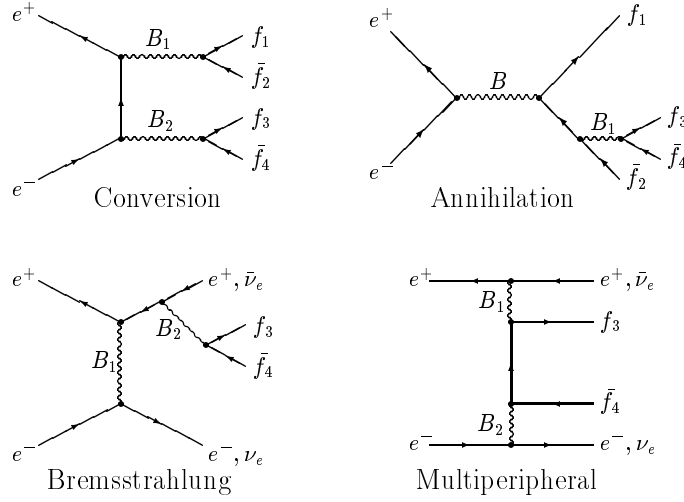 e⁺
B₁
f₁
f̄₂
B₂
f₃
f̄₄
e⁻
Conversion
e⁺
B
f₁
B₁
f₃
f̄₄
f̄₂
e⁻
Annihilation
e⁺
e⁺, ν̄ₑ
B₂
f₃
f̄₄
B₁
e⁻
e⁻, νₑ
Bremsstrahlung
e⁺
e⁺, ν̄ₑ
B₁
f₃
f̄₄
B₂
e⁻
e⁻, νₑ
Multiperipheral